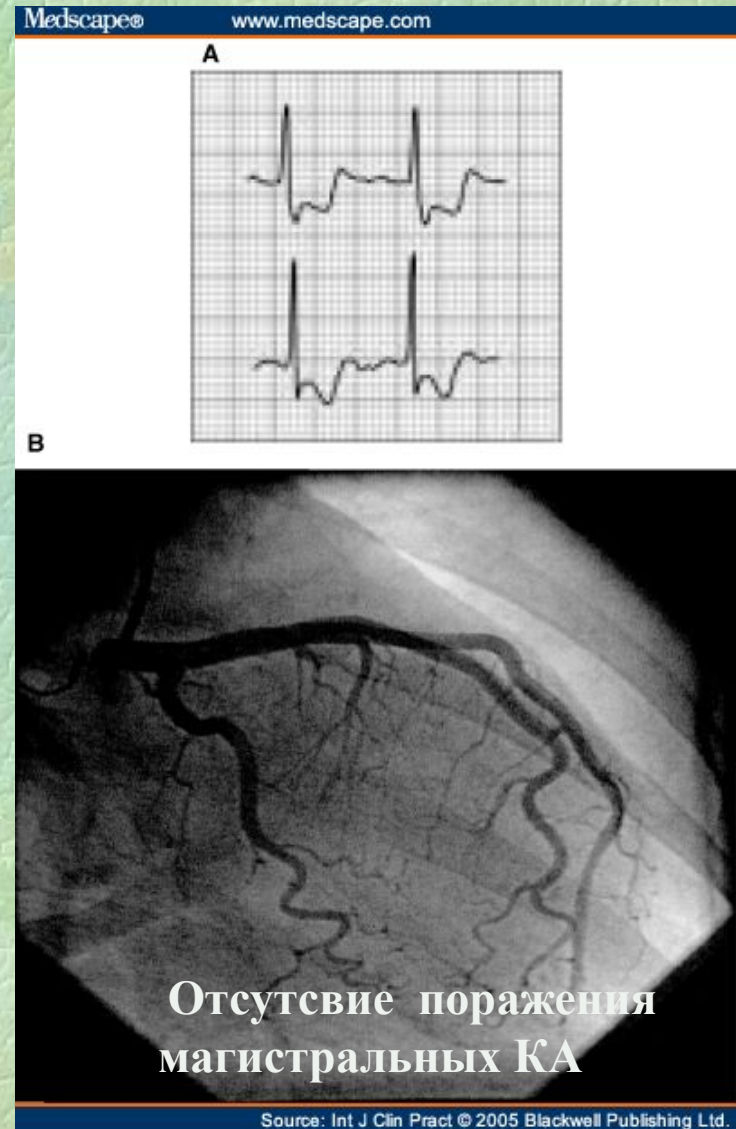 Medscape® www.medscape.com
A
B
Отсутсвие поражения
магистральных КА
Source: Int J Clin Pract © 2005 Blackwell Publishing Ltd.